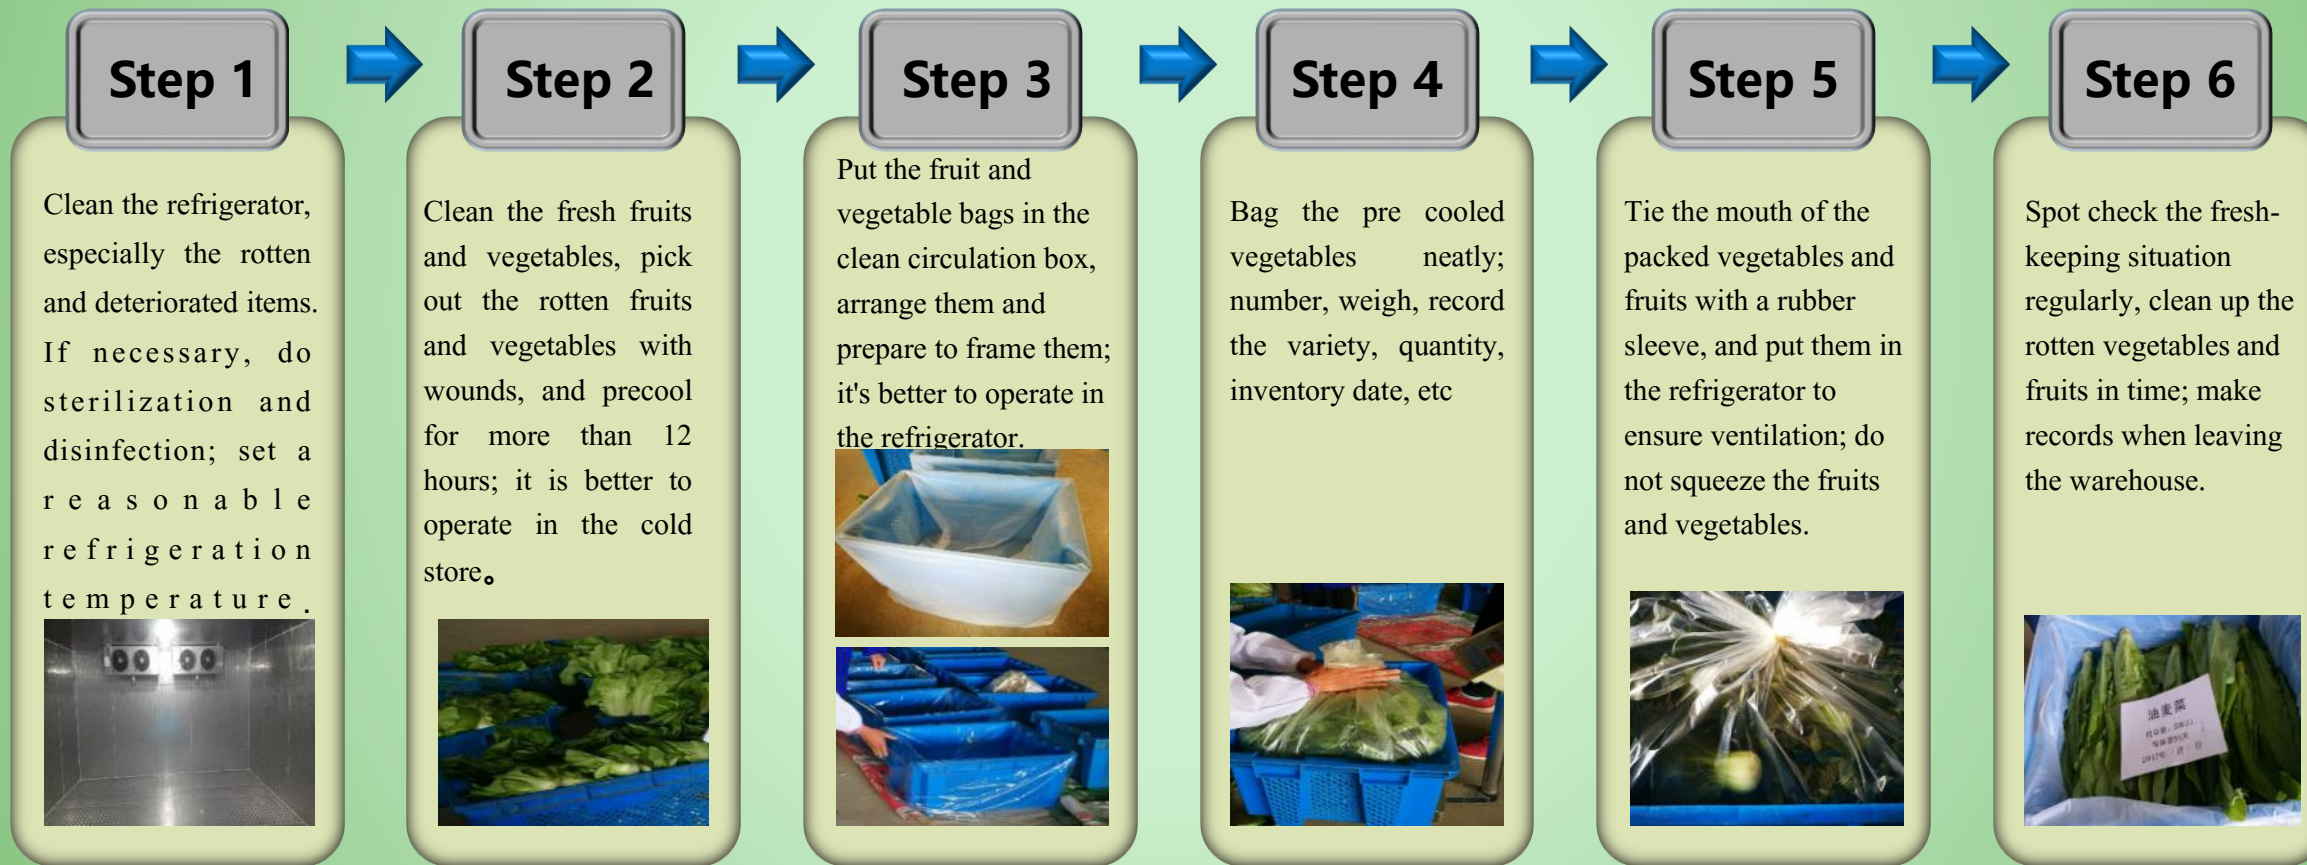 Step 1
Clean the refrigerator,
especially the rotten
and deteriorated items.
If necessary, do
sterilization and
disinfection; set a
reasonable
refrigeration
temperature.
Step 2
Clean the fresh fruits
and vegetables, pick
out the rotten fruits
and vegetables with
wounds, and precool
for more than 12
hours; it is better to
operate in the cold
store。
Step 3
Put the fruit and
vegetable bags in the
clean circulation box,
arrange them and
prepare to frame them;
it's better to operate in
the refrigerator.
Step 4
Bag the pre cooled
vegetables neatly;
number, weigh, record
the variety, quantity,
inventory date, etc
Step 5
Tie the mouth of the
packed vegetables and
fruits with a rubber
sleeve, and put them in
the refrigerator to
ensure ventilation; do
not squeeze the fruits
and vegetables.
Step 6
Spot check the fresh-
keeping situation
regularly, clean up the
rotten vegetables and
fruits in time; make
records when leaving
the warehouse.
油麦菜